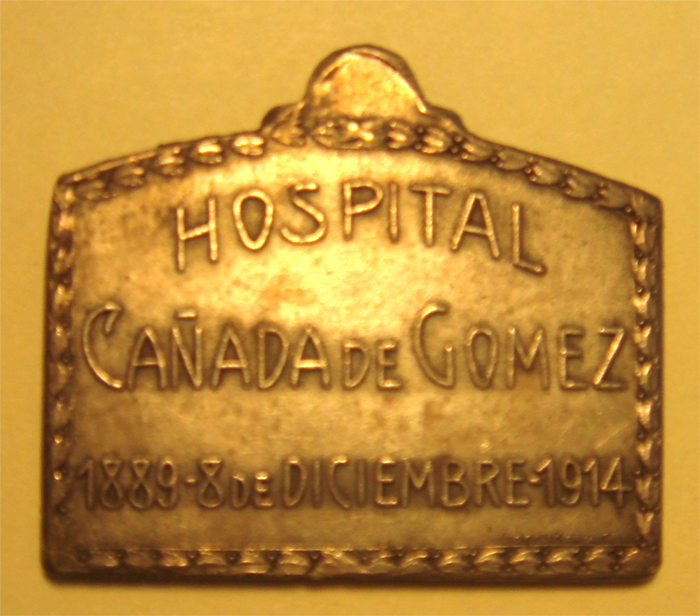 HOSPITAL
CAÑADA DE GOMEZ
1889-8 DE DICIEMBRE-1914